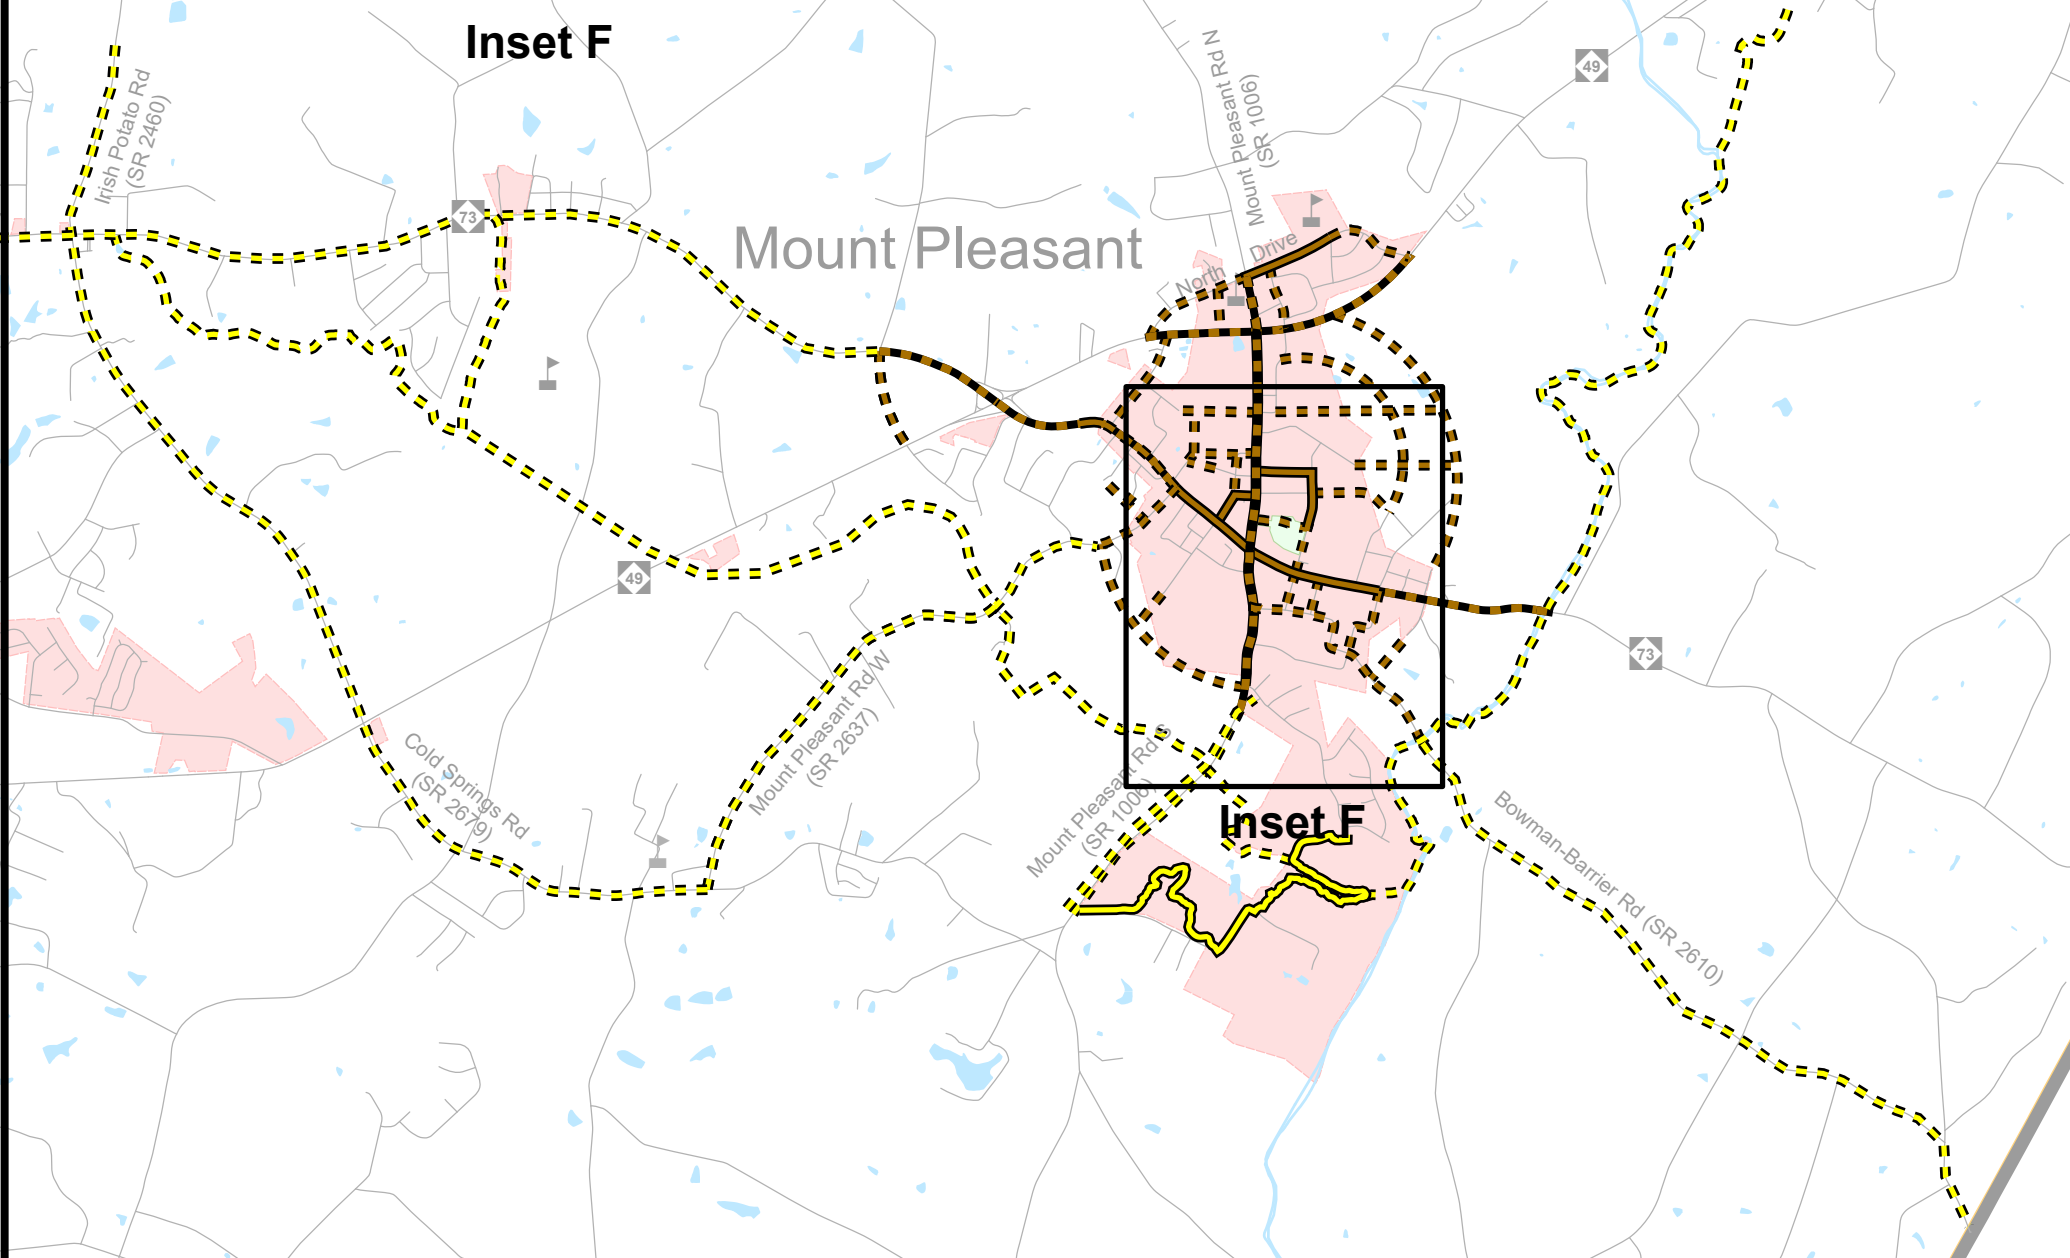 Inset F
49
Irish Potato Rd
(SR 2460)
Mount Pleasant Rd N
(SR 1006)
73
Mount Pleasant
North Drive
49
73
Mount Pleasant Rd W
(SR 2637)
Cold Springs Rd
(SR 2679)
Mount Pleasant Rd S
(SR 1006)
Inset F
Bowman-Barrier Rd (SR 2610)